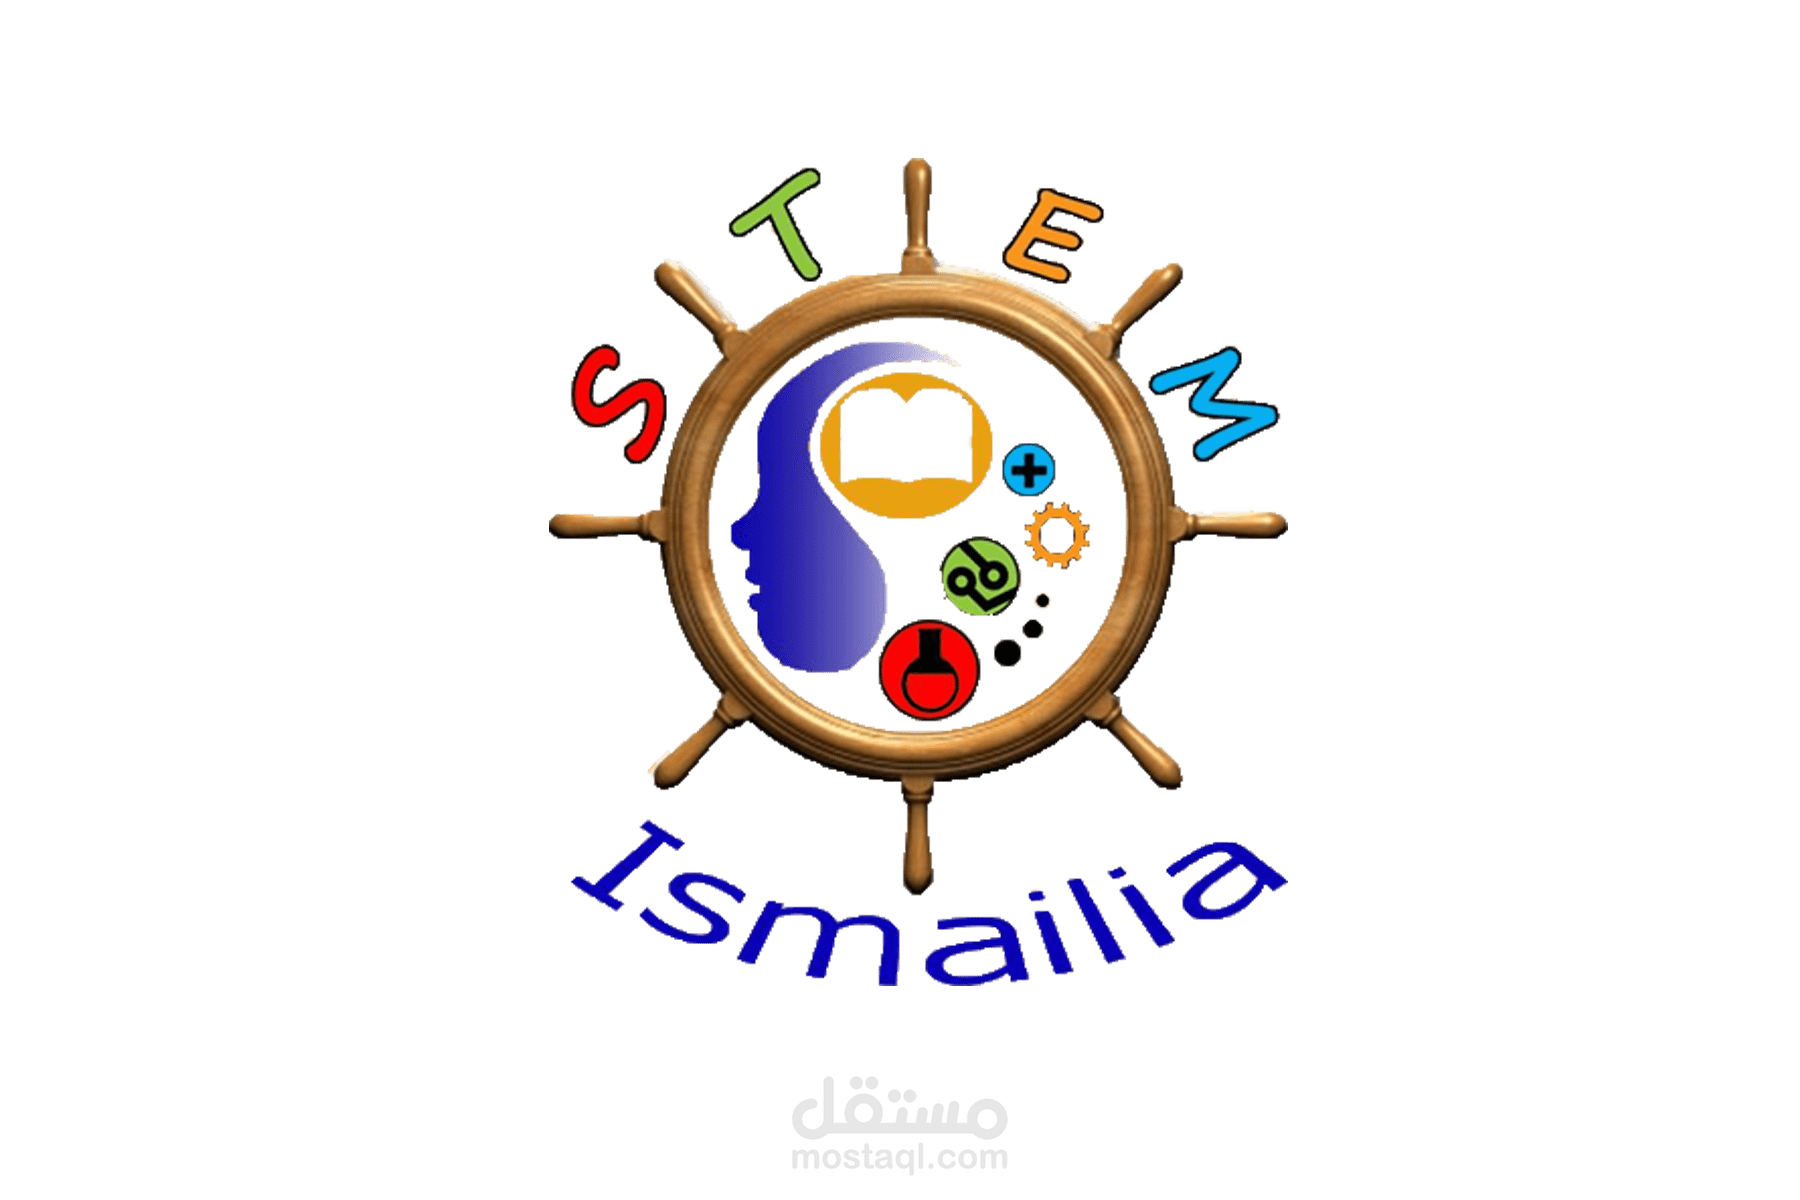 STEM
Ismailia
مستقل
mostaql.com